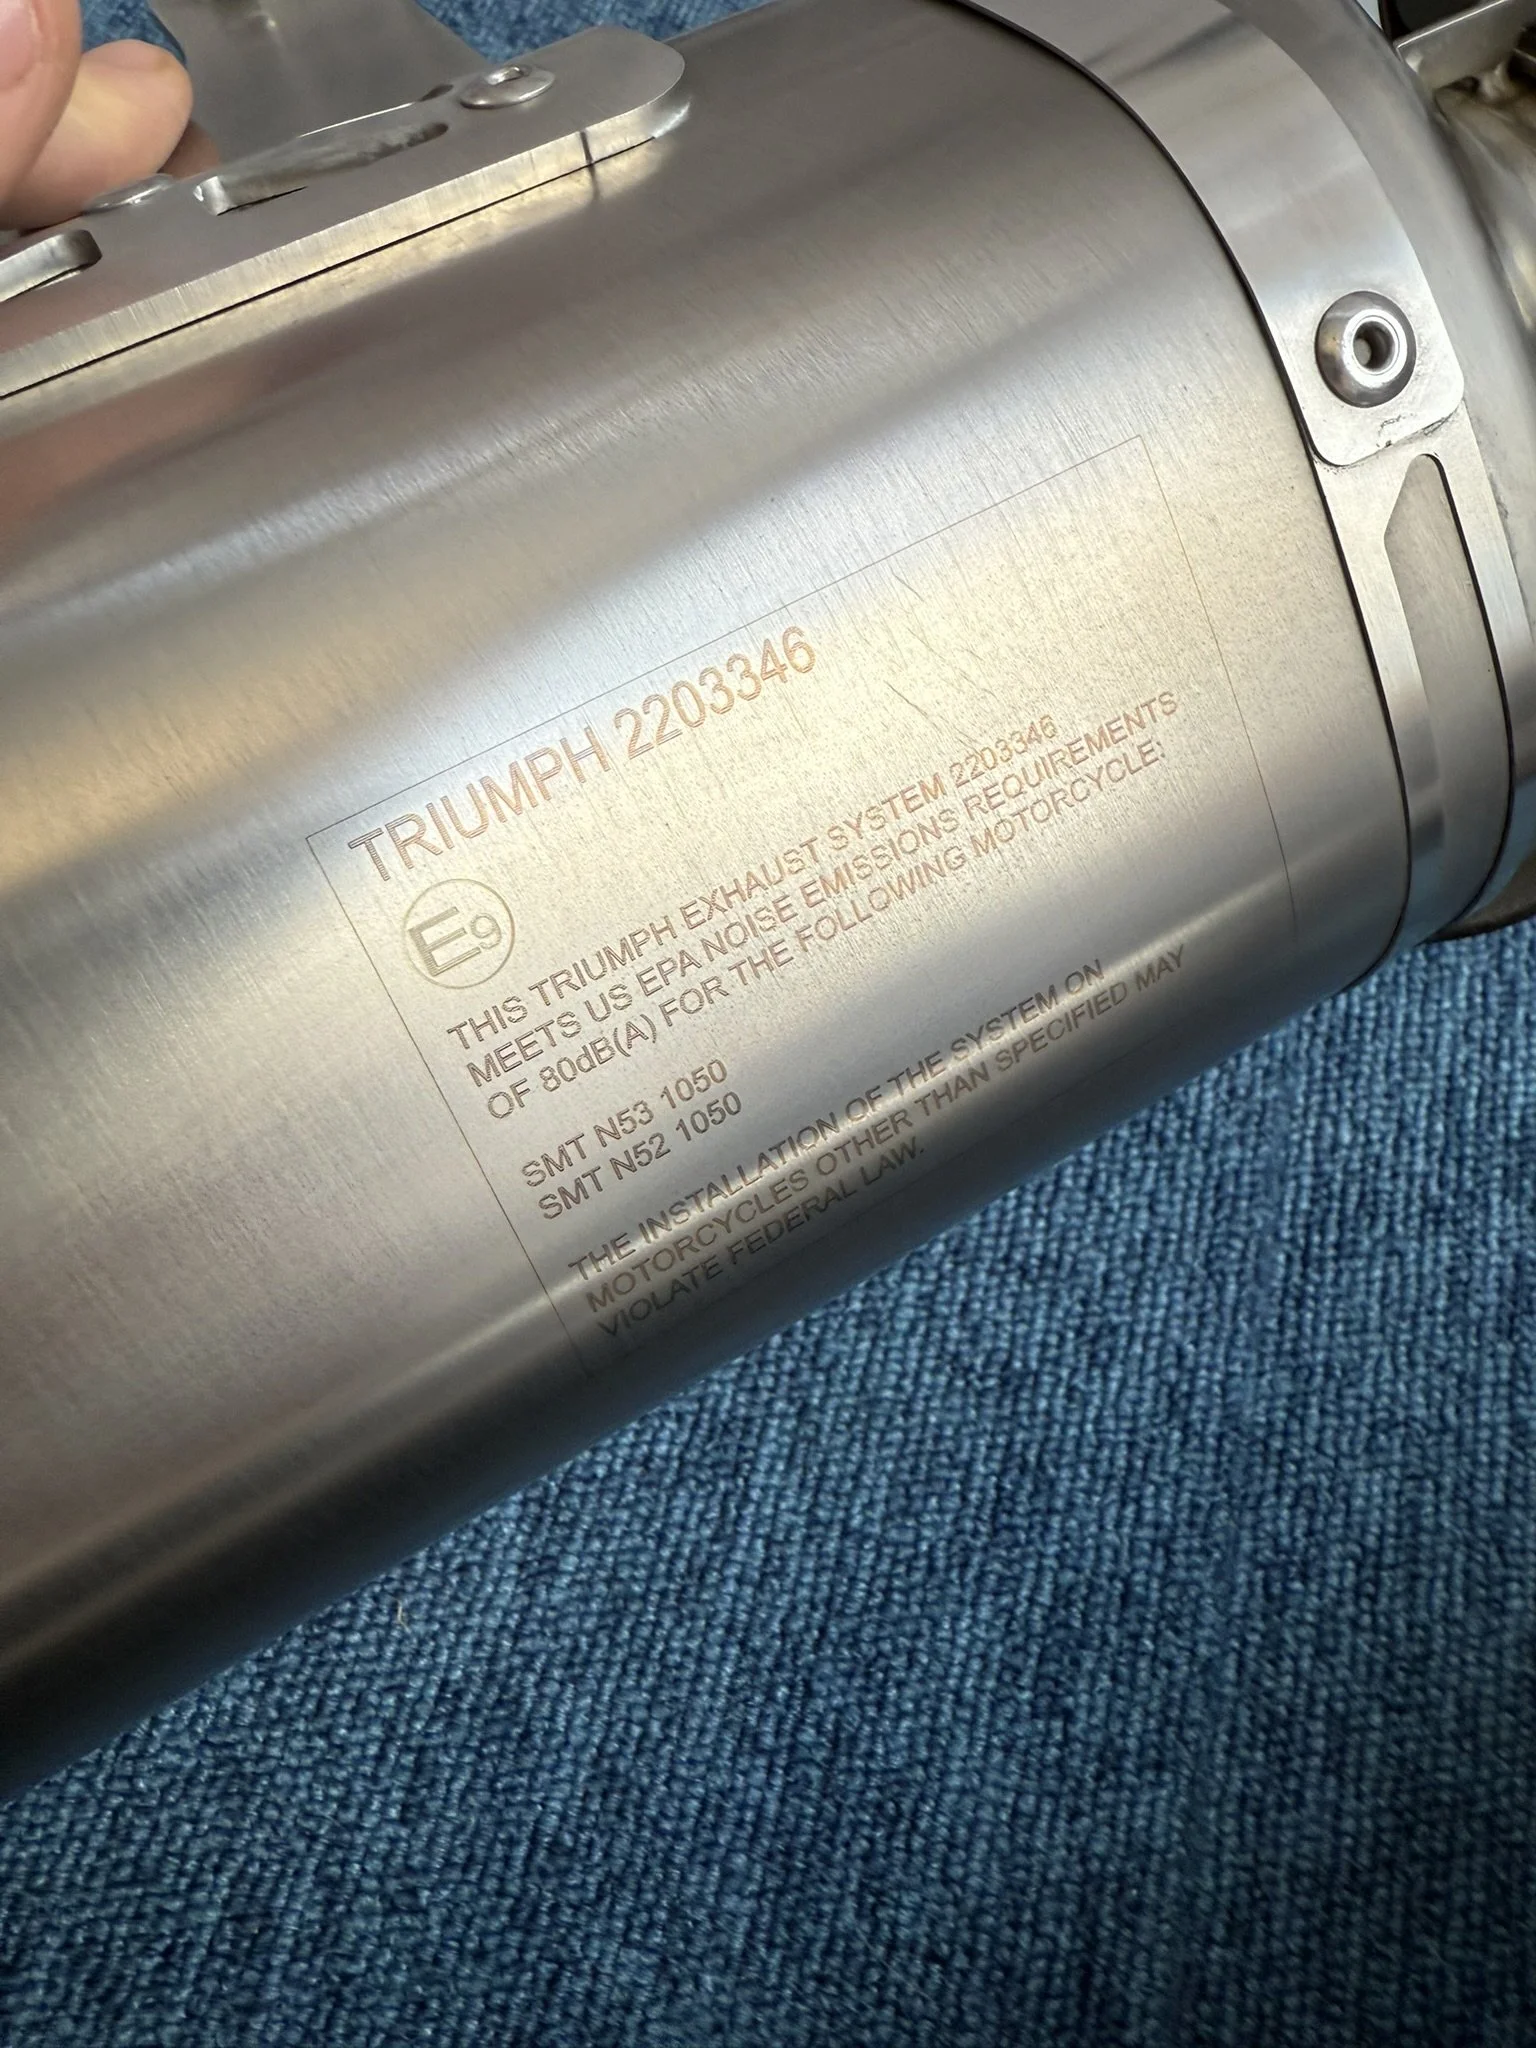 TRIUMPH 2203346
E9
THIS TRIUMPH EXHAUST SYSTEM 2203346
MEETS US EPA NOISE EMISSIONS REQUIREMENTS
OF 80dB(A) FOR THE FOLLOWING MOTORCYCLE:
SMT N53 1050
SMT N52 1050
THE INSTALLATION OF THE SYSTEM ON
MOTORCYCLES OTHER THAN SPECIFIED MAY
VIOLATE FEDERAL LAW.